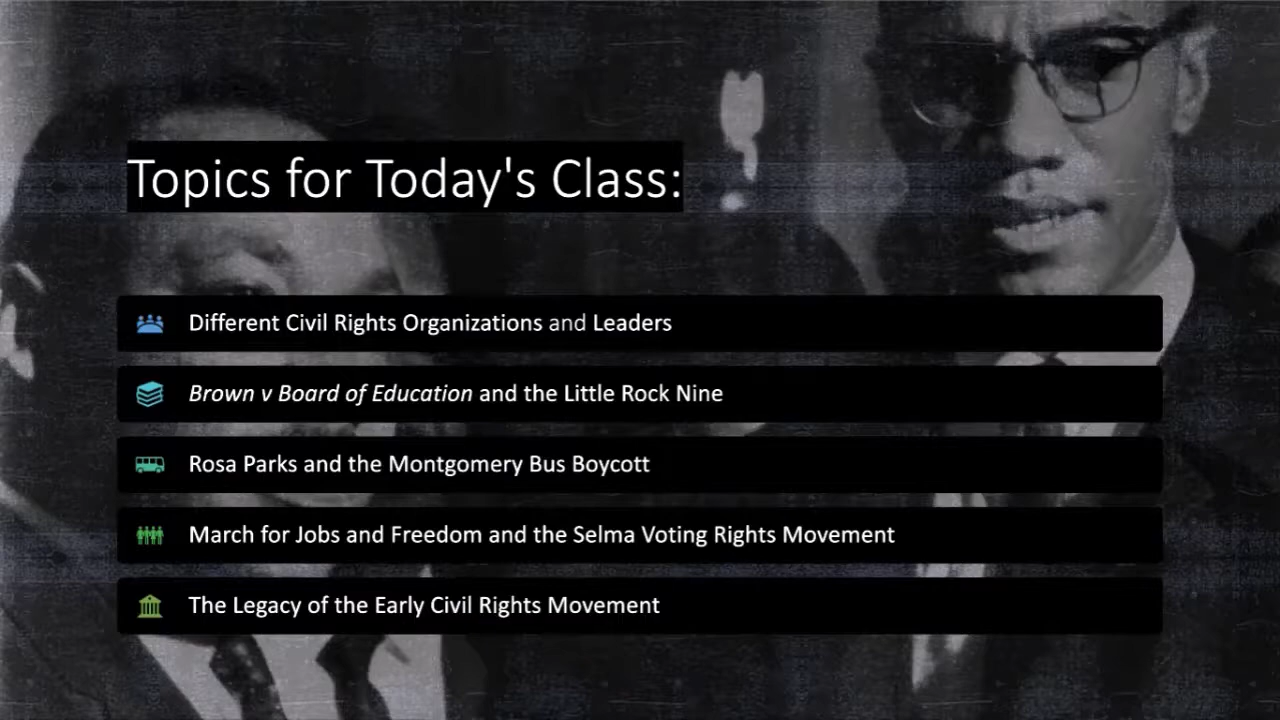 Topics for Today's Class:
Different Civil Rights Organizations and Leaders
Brown v Board of Education and the Little Rock Nine
Rosa Parks and the Montgomery Bus Boycott
March for Jobs and Freedom and the Selma Voting Rights Movement
The Legacy of the Early Civil Rights Movement